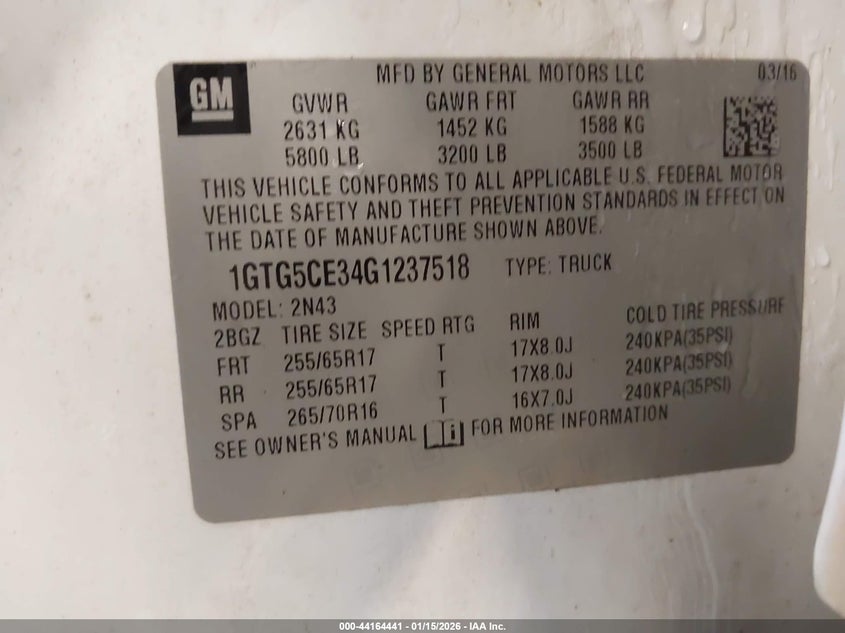 GM
MFD BY GENERAL MOTORS LLC 03/16
GVWR GAWR FRT GAWR RR
2631 KG 1452 KG 1588 KG
5800 LB 3200 LB 3500 LB
THIS VEHICLE CONFORMS TO ALL APPLICABLE U.S. FEDERAL MOTOR
VEHICLE SAFETY AND THEFT PREVENTION STANDARDS IN EFFECT ON
THE DATE OF MANUFACTURE SHOWN ABOVE.
1GTG5CE34G1237518 TYPE: TRUCK
MODEL: 2N43
2BGZ TIRE SIZE SPEED RTG RIM COLD TIRE PRESSURE
FRT 255/65R17 T 17X8.0J 240KPA(35PSI)
RR 255/65R17 T 17X8.0J 240KPA(35PSI)
SPA 265/70R16 T 16X7.0J 240KPA(35PSI)
SEE OWNER'S MANUAL i FOR MORE INFORMATION
000-44164441 - 01/15/2026 - IAA Inc.